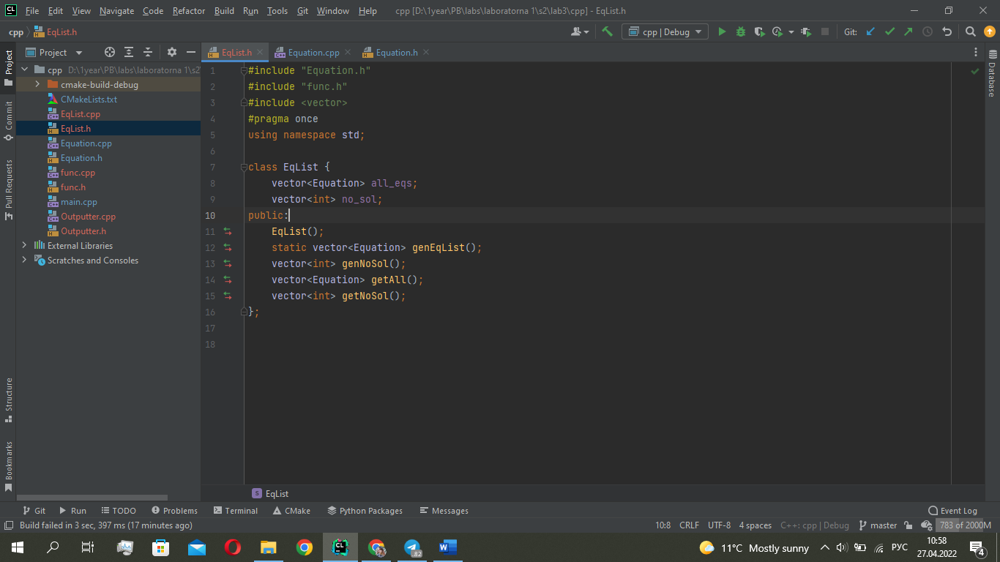 File Edit View Navigate Code Refactor Build Run Tools Git Window Help cpp [D:\1year\PB\labs\laboratorna 1\s2\lab3\cpp] - EqList.h
cpp EqList.h cpp | Debug Git:
Project
EqList.h Equation.cpp Equation.h
cpp D:\1year\PB\labs\laboratorna 1\s2\
cmake-build-debug
CMakeLists.txt
EqList.cpp
EqList.h
Equation.cpp
Equation.h
func.cpp
func.h
main.cpp
Outputter.cpp
Outputter.h
External Libraries
Scratches and Consoles
Project
Commit
Pull Requests
Structure
Bookmarks
1 #include "Equation.h"
2 #include "func.h"
3 #include <vector>
4 #pragma once
5 using namespace std;
6
7 class EqList {
8 vector<Equation> all_eqs;
9 vector<int> no_sol;
10 public:
11 EqList();
12 static vector<Equation> genEqList();
13 vector<int> genNoSol();
14 vector<Equation> getAll();
15 vector<int> getNoSol();
16 };
17
18
Database
S EqList
Git Run TODO Problems Terminal CMake Python Packages Messages Event Log
Build failed in 3 sec, 397 ms (17 minutes ago) 10:8 CRLF UTF-8 4 spaces C++: cpp | Debug master 783 of 2000M
82 11°C Mostly sunny РУС 10:58
27.04.2022 4